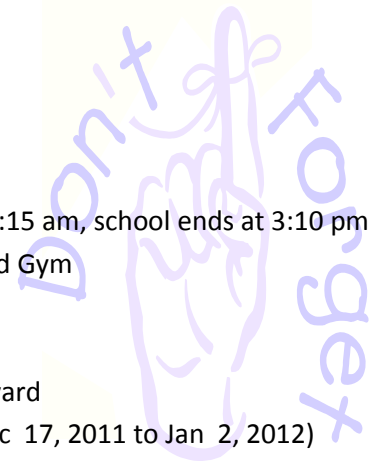 Don't Forget
:15 am, school ends at 3:10 pm
d Gym
ard
c 17, 2011 to Jan 2, 2012)